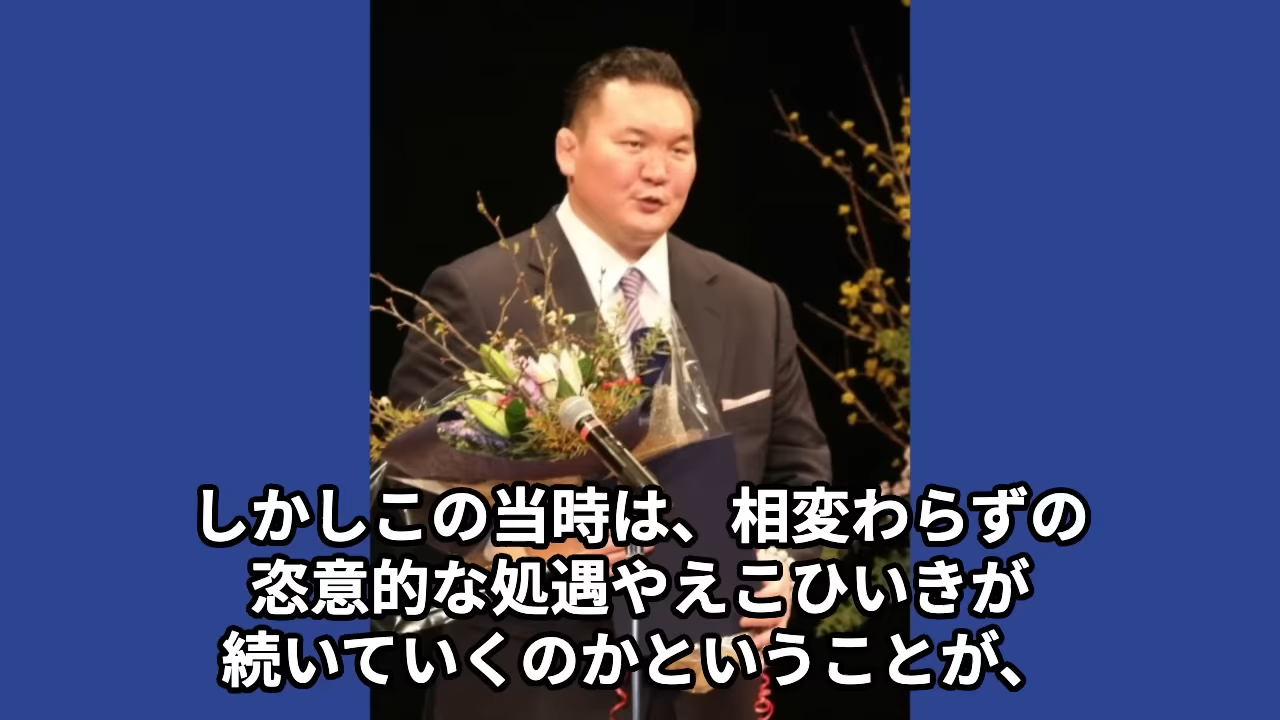 しかしこの当時は、相変わらずの
恣意的な処遇やえこひいきが
続いていくのかということが、